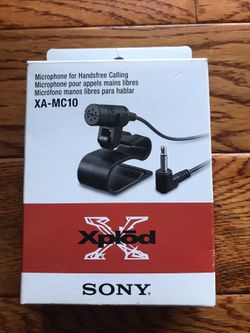 Microphone for Handsfree Calling
Microphone pour appels mains libres
Micrófono manos libres para hablar
XA-MC10
X
Xplōd
SONY